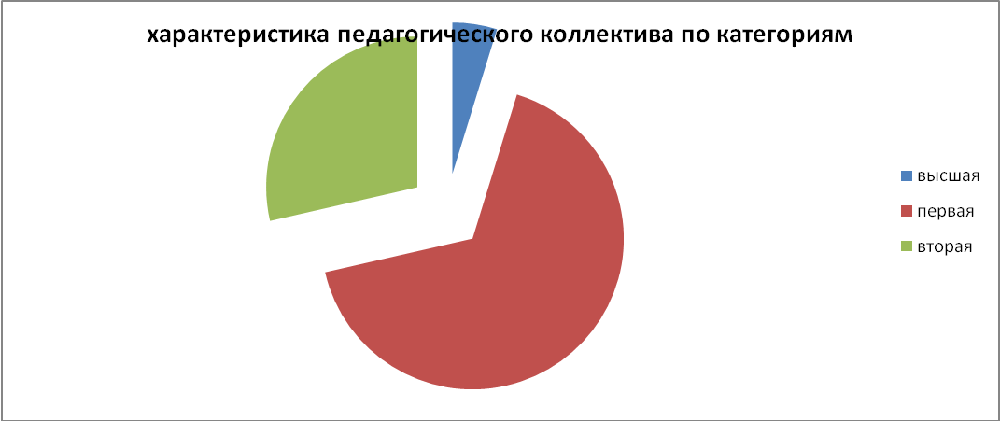 характеристика педагогического коллектива по категориям
высшая
первая
вторая